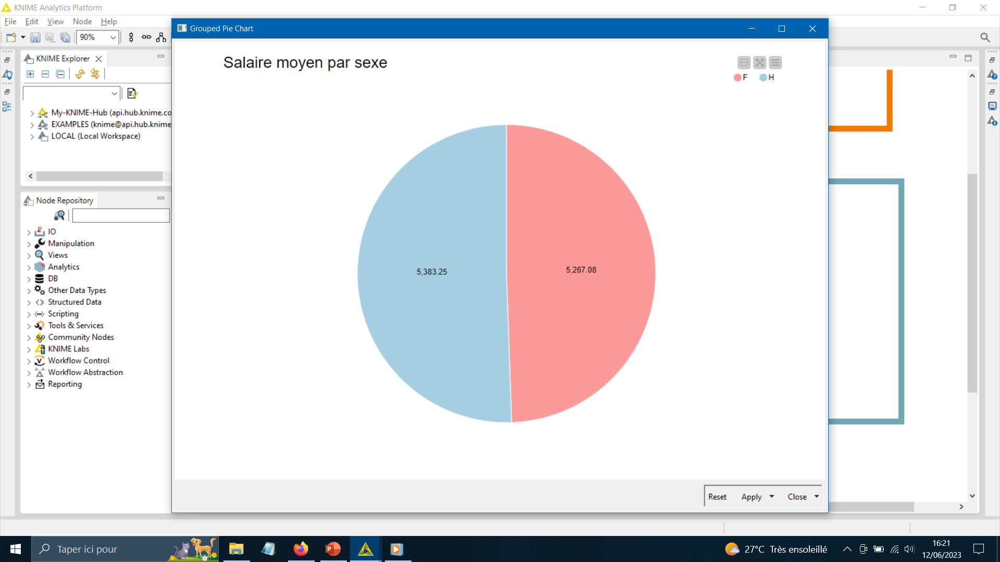 KNIME Analytics Platform
File Edit View Node Help
90%
KNIME Explorer
My-KNIME-Hub (api.hub.knime.co
EXAMPLES (knime@api.hub.knime
LOCAL (Local Workspace)
Node Repository
IO
Manipulation
Views
Analytics
DB
Other Data Types
Structured Data
Scripting
Tools & Services
Community Nodes
KNIME Labs
Workflow Control
Workflow Abstraction
Reporting
Grouped Pie Chart
Salaire moyen par sexe
F H
5,383.25
5,267.08
Reset Apply Close
Taper ici pour
27°C Très ensoleillé
16:21
12/06/2023